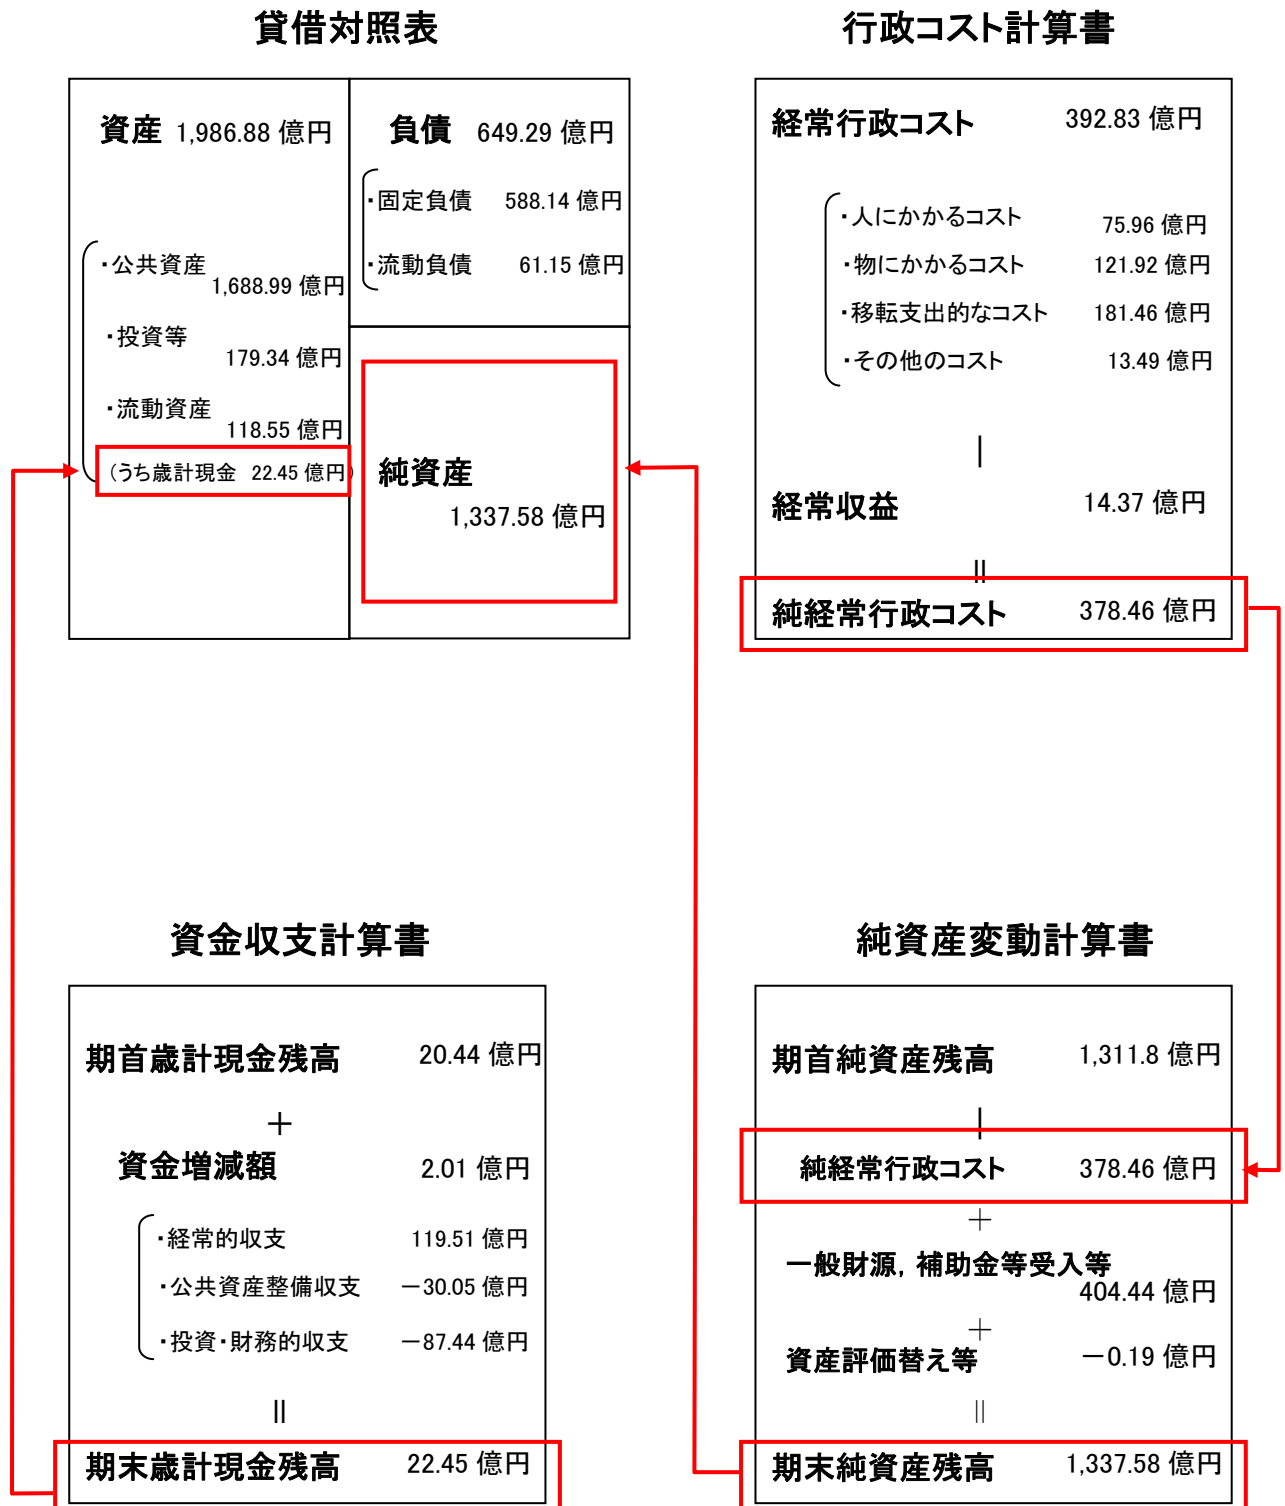 貸借対照表
資産 1,986.88 億円
・公共資産
1,688.99 億円
・投資等
179.34 億円
・流動資産
118.55 億円
(うち歳計現金 22.45 億円)
負債 649.29 億円
・固定負債 588.14 億円
・流動負債 61.15 億円
純資産
1,337.58 億円
行政コスト計算書
経常行政コスト 392.83 億円
・人にかかるコスト 75.96 億円
・物にかかるコスト 121.92 億円
・移転支出的なコスト 181.46 億円
・その他のコスト 13.49 億円
－
経常収益 14.37 億円
＝
純経常行政コスト 378.46 億円
資金収支計算書
期首歳計現金残高 20.44 億円
＋
資金増減額 2.01 億円
・経常的収支 119.51 億円
・公共資産整備収支 －30.05 億円
・投資・財務的収支 －87.44 億円
＝
期末歳計現金残高 22.45 億円
純資産変動計算書
期首純資産残高 1,311.8 億円
－
純経常行政コスト 378.46 億円
＋
一般財源，補助金等受入等
404.44 億円
＋
資産評価替え等 －0.19 億円
＝
期末純資産残高 1,337.58 億円